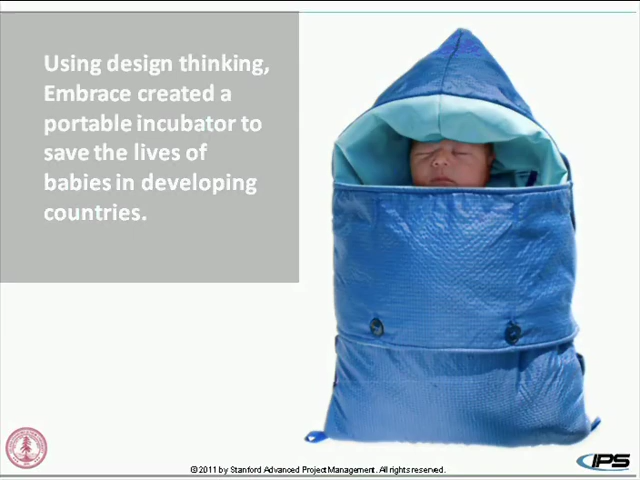 Using design thinking,
Embrace created a
portable incubator to
save the lives of
babies in developing
countries.
© 2011 by Stanford Advanced Project Management. All rights reserved.
IPS